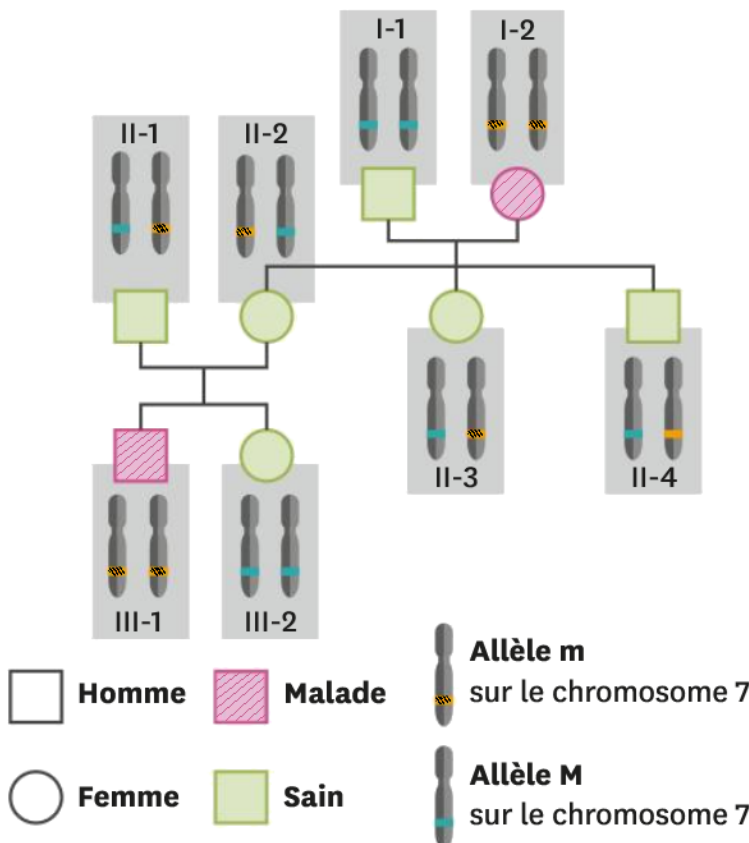 I-1
I-2
II-1
II-2
II-3
II-4
III-1
III-2
Homme
Malade
Allèle m
sur le chromosome 7
Femme
Sain
Allèle M
sur le chromosome 7